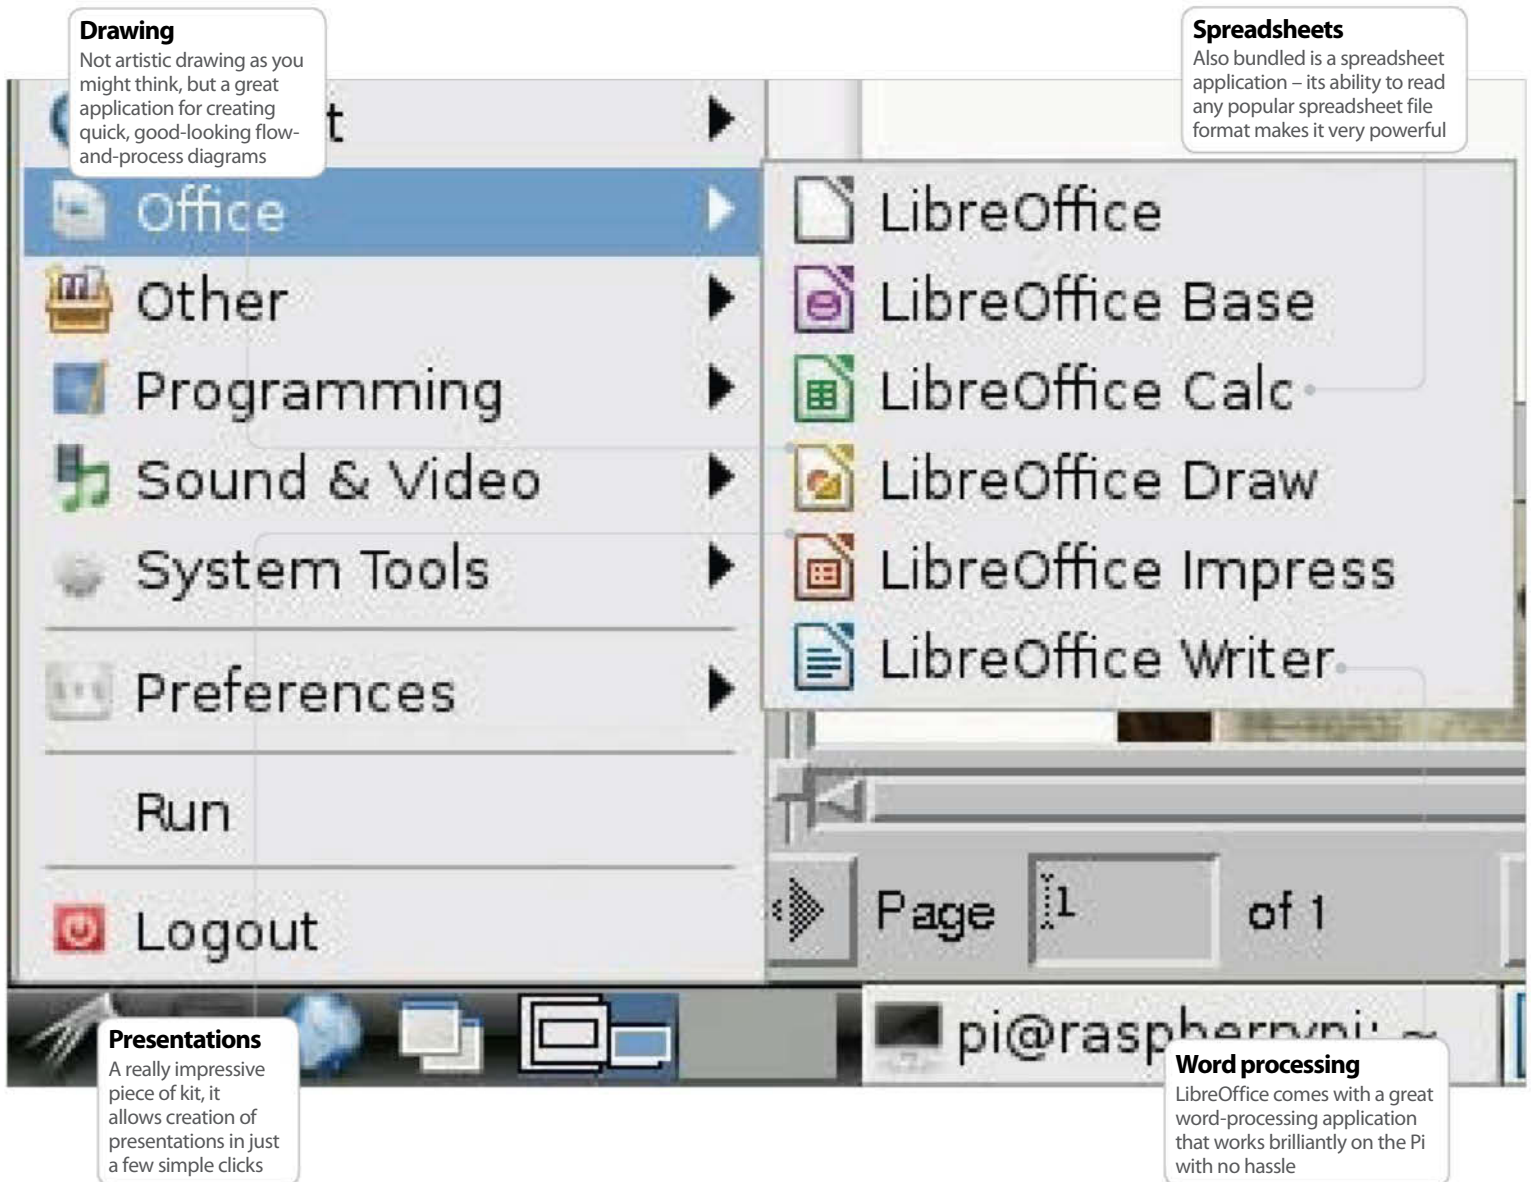 Drawing
Not artistic drawing as you
might think, but a great
application for creating
quick, good-looking flow-
and-process diagrams
Spreadsheets
Also bundled is a spreadsheet
application – its ability to read
any popular spreadsheet file
format makes it very powerful
t
Office
Other
Programming
Sound & Video
System Tools
Preferences
Run
Logout
LibreOffice
LibreOffice Base
LibreOffice Calc
LibreOffice Draw
LibreOffice Impress
LibreOffice Writer
Page 1 of 1
pi@raspberrypi: ~
Presentations
A really impressive
piece of kit, it
allows creation of
presentations in just
a few simple clicks
Word processing
LibreOffice comes with a great
word-processing application
that works brilliantly on the Pi
with no hassle